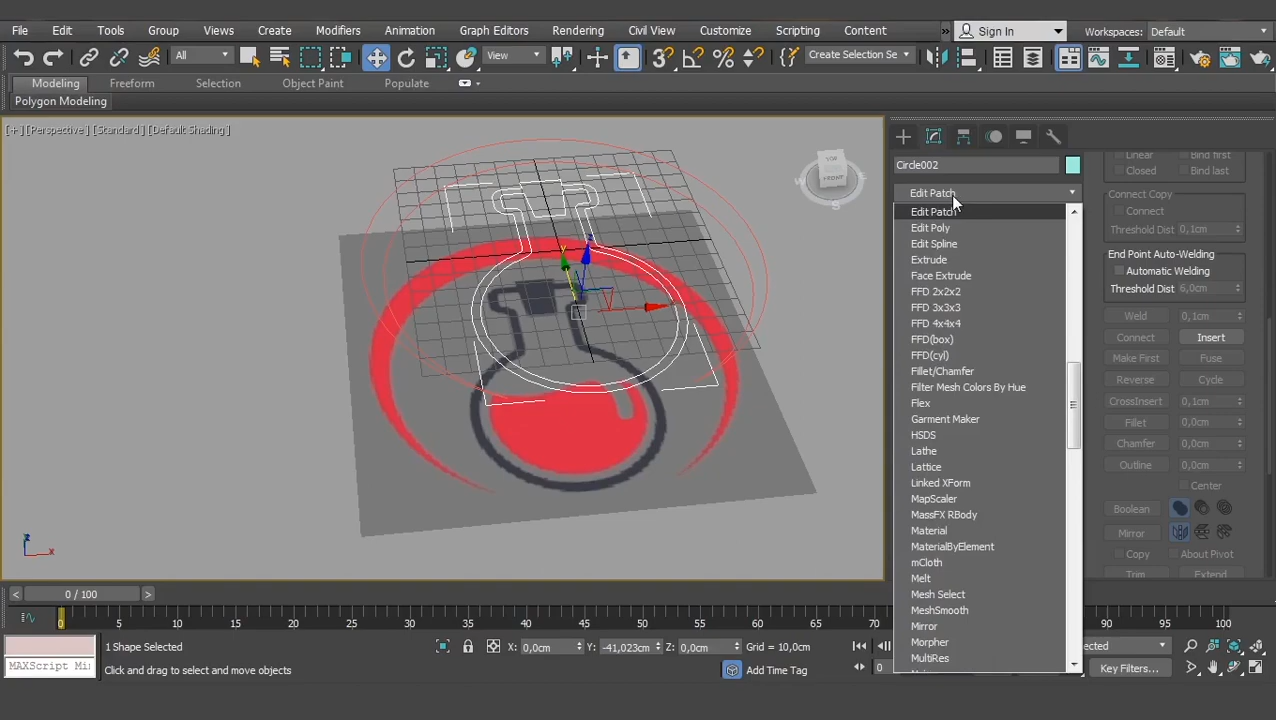 File Edit Tools Group Views Create Modifiers Animation Graph Editors Rendering Civil View Customize Scripting Content » Sign In Workspaces: Default
All View Create Selection Se
Modeling Freeform Selection Object Paint Populate
Polygon Modeling
[+] [Perspective] [Standard] [Default Shading]
TOP
FRONT
W
S
Circle002
Edit Patch
Edit Patch
Edit Poly
Edit Spline
Extrude
Face Extrude
FFD 2x2x2
FFD 3x3x3
FFD 4x4x4
FFD(box)
FFD(cyl)
Fillet/Chamfer
Filter Mesh Colors By Hue
Flex
Garment Maker
HSDS
Lathe
Lattice
Linked XForm
MapScaler
MassFX RBody
Material
MaterialByElement
mCloth
Melt
Mesh Select
MeshSmooth
Mirror
Morpher
MultiRes
Linear Bind first
Closed Bind last
Connect Copy
Connect
Threshold Dist 0,1cm
End Point Auto-Welding
Automatic Welding
Threshold Dist 6,0cm
Weld 0,1cm
Connect Insert
Make First Fuse
Reverse Cycle
CrossInsert 0,1cm
Fillet 0,0cm
Chamfer 0,0cm
Outline 0,0cm
Center
Boolean
Mirror
Copy About Pivot
Trim Extend
x
z
y
x
< 0 / 100 >
0 5 10 15 20 25 30 35 40 45 50 55 60 65 70 75 100
1 Shape Selected X: 0,0cm Y: -41,023cm Z: 0,0cm Grid = 10,0cm ected
MAXScript Mi Click and drag to select and move objects Add Time Tag 0 Key Filters...